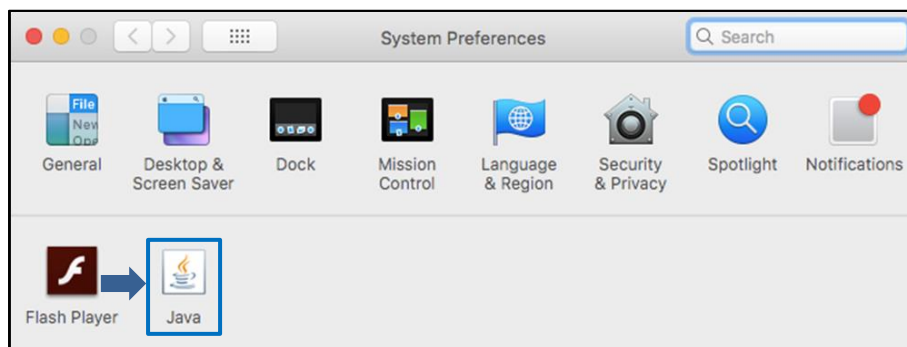 System Preferences
Search
File
New
Ope
General
Desktop &
Screen Saver
Dock
Mission
Control
Language
& Region
Security
& Privacy
Spotlight
Notifications
Flash Player
Java